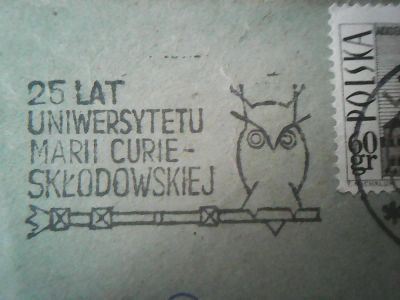 25 LAT
UNIWERSYTETU
MARII CURIE-
SKŁODOWSKIEJ
POLSKA
60
gr